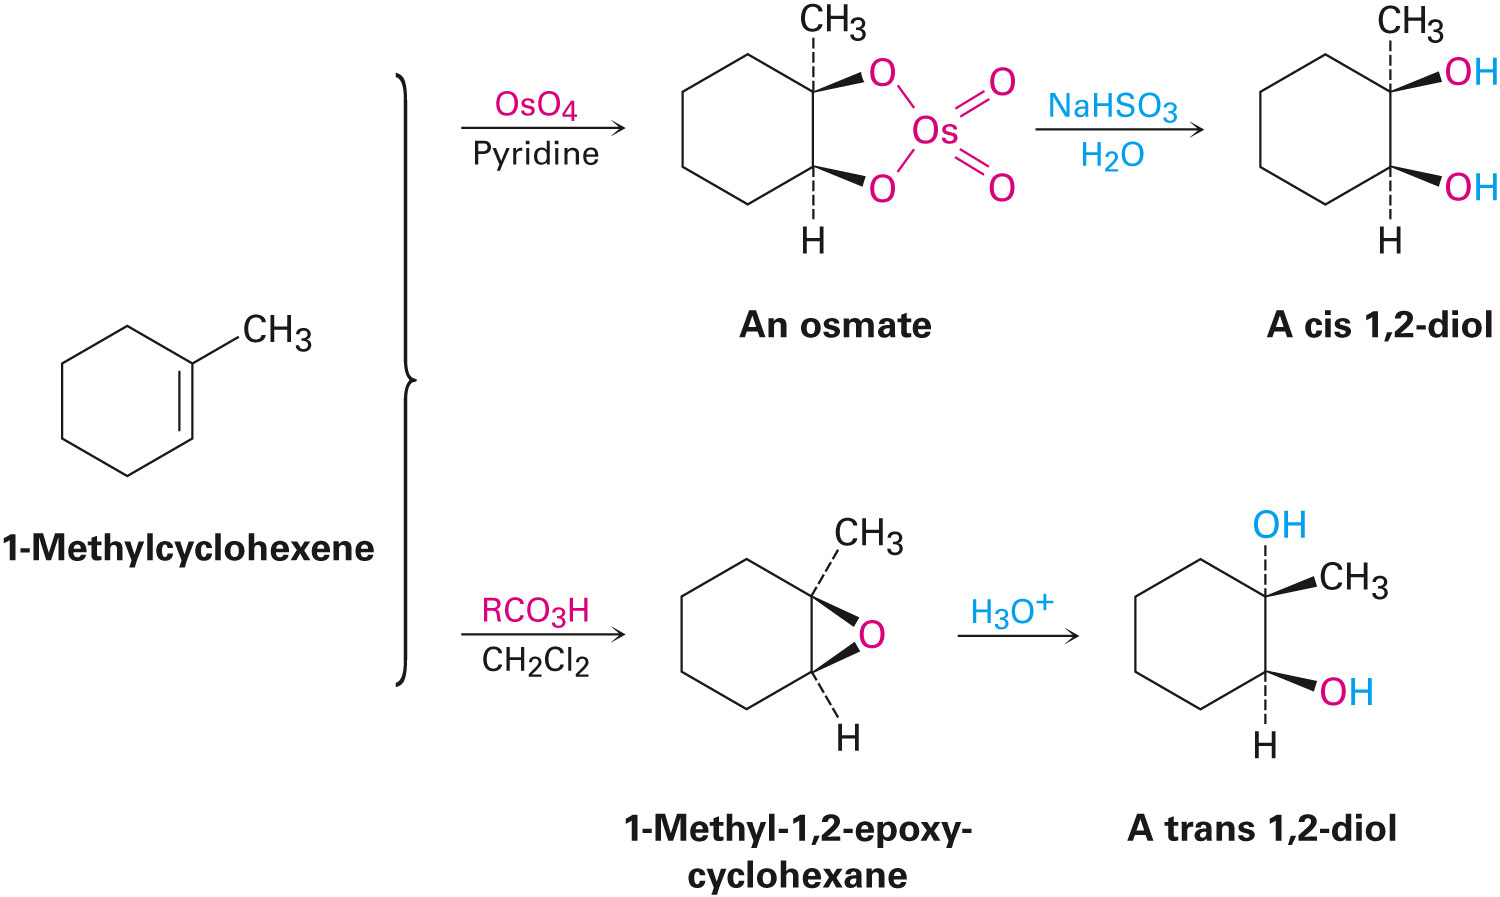 CH3
OsO4
Pyridine
O
Os
O
O
O
H
An osmate
NaHSO3
H2O
CH3
OH
OH
H
A cis 1,2-diol
CH3
1-Methylcyclohexene
RCO3H
CH2Cl2
CH3
O
H
1-Methyl-1,2-epoxy-
cyclohexane
H3O+
OH
CH3
OH
H
A trans 1,2-diol